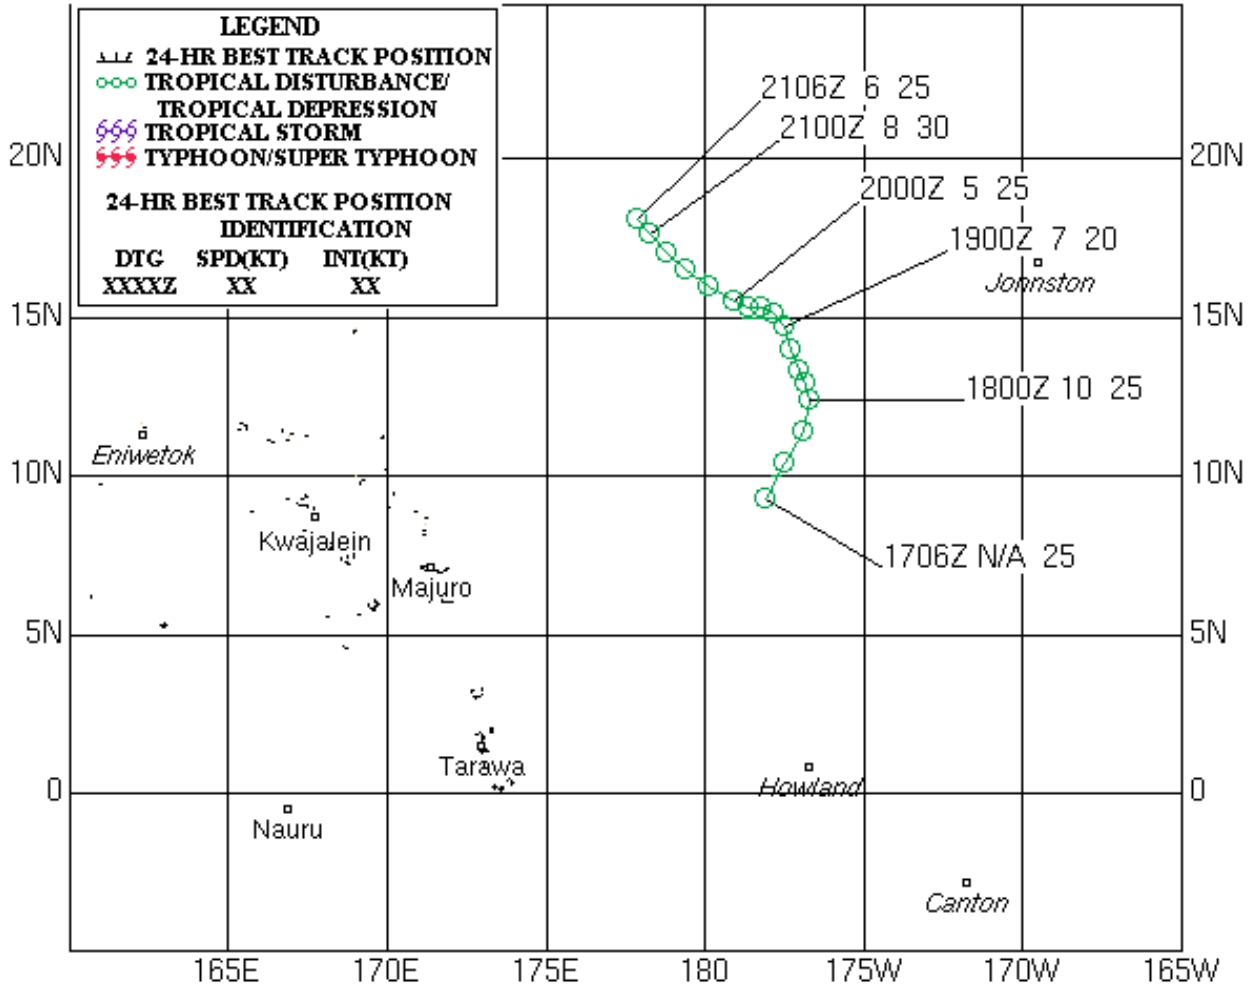 LEGEND
24-HR BEST TRACK POSITION
TROPICAL DISTURBANCE/
TROPICAL DEPRESSION
TROPICAL STORM
TYPHOON/SUPER TYPHOON
24-HR BEST TRACK POSITION
IDENTIFICATION
DTG SPD(KT) INT(KT)
XXXXZ XX XX
2106Z 6 25
2100Z 8 30
20N 20N
2000Z 5 25
1900Z 7 20
Johnston
15N 15N
1800Z 10 25
Eniwetok
10N 10N
Kwajalein
1706Z N/A 25
Majuro
5N 5N
Tarawa
Howland
0 0
Nauru
Canton
165E 170E 175E 180 175W 170W 165W